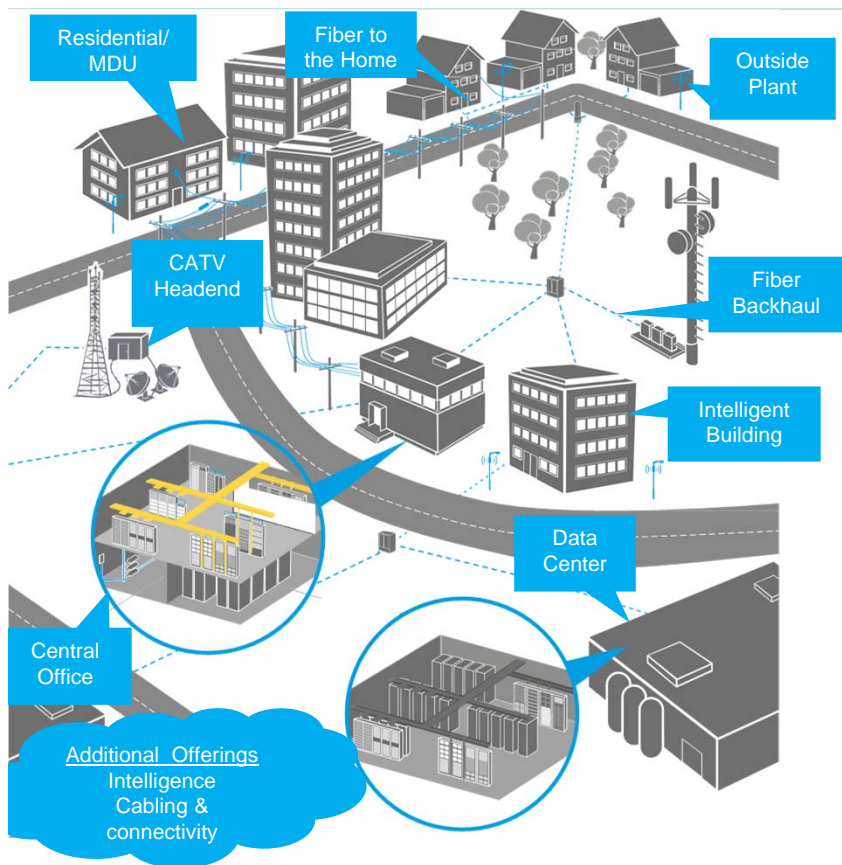 Residential/
MDU
Fiber to
the Home
Outside
Plant
CATV
Headend
Fiber
Backhaul
Intelligent
Building
Data
Center
Central
Office
Additional Offerings
Intelligence
Cabling &
connectivity